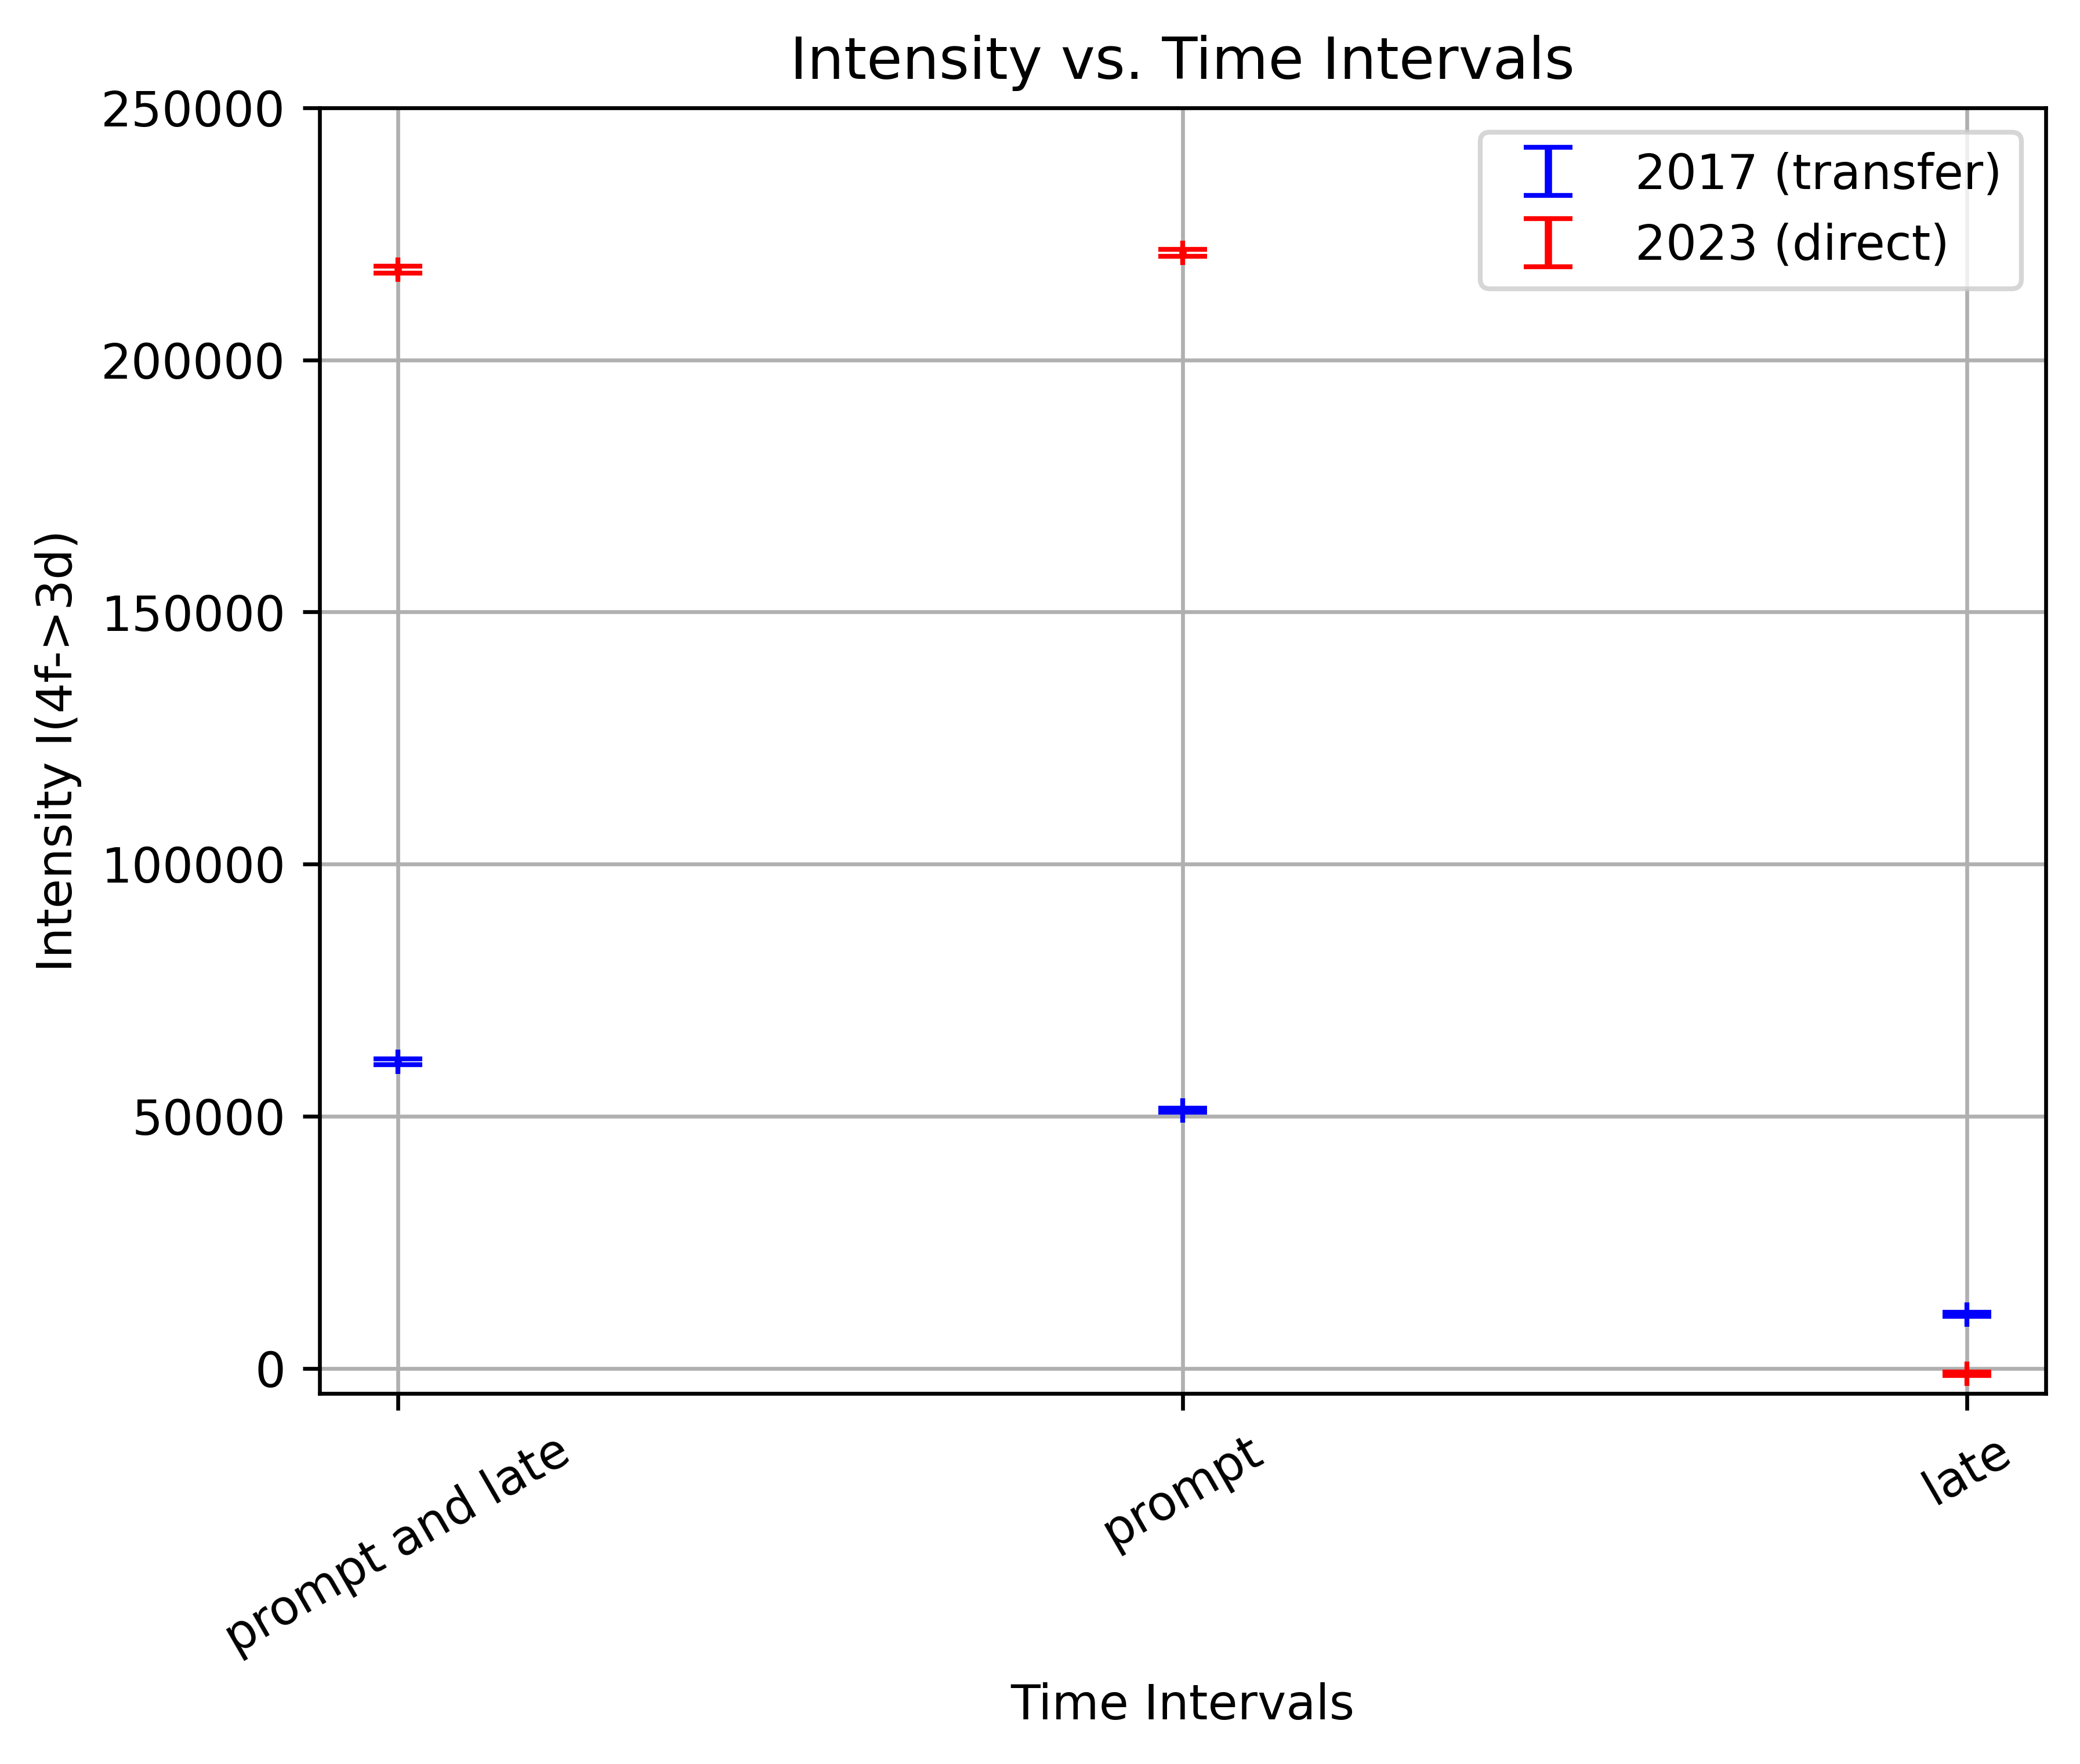 Intensity vs. Time Intervals
250000
200000
150000
100000
50000
0
Intensity I(4f->3d)
2017 (transfer)
2023 (direct)
prompt and late
prompt
late
Time Intervals